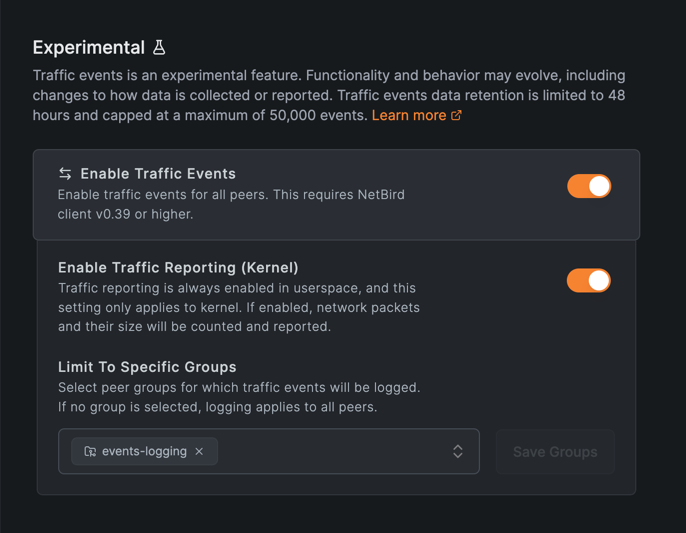 Experimental
Traffic events is an experimental feature. Functionality and behavior may evolve, including
changes to how data is collected or reported. Traffic events data retention is limited to 48
hours and capped at a maximum of 50,000 events. Learn more
Enable Traffic Events
Enable traffic events for all peers. This requires NetBird
client v0.39 or higher.
Enable Traffic Reporting (Kernel)
Traffic reporting is always enabled in userspace, and this
setting only applies to kernel. If enabled, network packets
and their size will be counted and reported.
Limit To Specific Groups
Select peer groups for which traffic events will be logged.
If no group is selected, logging applies to all peers.
events-logging
Save Groups